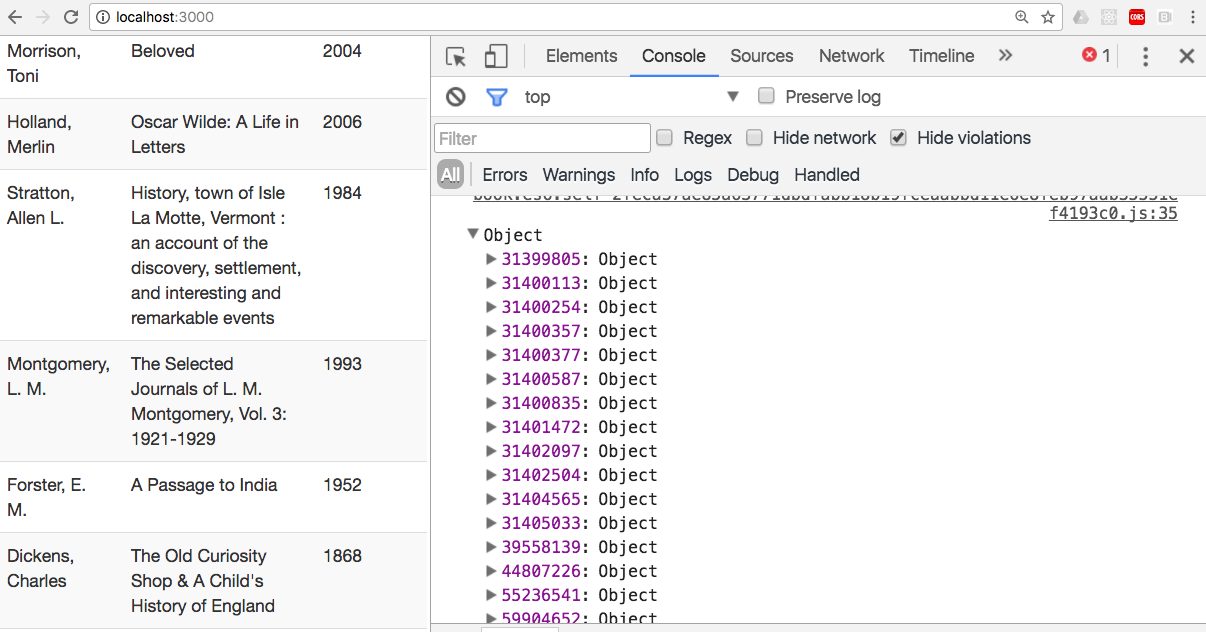 localhost:3000
CORS
Morrison,
Toni
Beloved
2004
Holland,
Merlin
Oscar Wilde: A Life in
Letters
2006
Stratton,
Allen L.
History, town of Isle
La Motte, Vermont :
an account of the
discovery, settlement,
and interesting and
remarkable events
1984
Montgomery,
L. M.
The Selected
Journals of L. M.
Montgomery, Vol. 3:
1921-1929
1993
Forster, E.
M.
A Passage to India
1952
Dickens,
Charles
The Old Curiosity
Shop & A Child's
History of England
1868
Elements Console Sources Network Timeline » 1
top Preserve log
Filter Regex Hide network Hide violations
All Errors Warnings Info Logs Debug Handled
f4193c0.js:35
Object
31399805: Object
31400113: Object
31400254: Object
31400357: Object
31400377: Object
31400587: Object
31400835: Object
31401472: Object
31402097: Object
31402504: Object
31404565: Object
31405033: Object
39558139: Object
44807226: Object
55236541: Object
59904652: Object